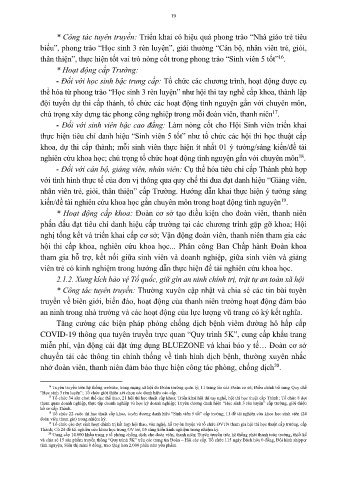 19
* Công tác tuyên truyền: Triển khai có hiệu quả phong trào “Nhà giáo trẻ tiêu
biểu”, phong trào “Học sinh 3 rèn luyện”, giải thưởng “Cán bộ, nhân viên trẻ, giỏi,
thân thiện”, thực hiện tốt vai trò nòng cốt trong phong trào “Sinh viên 5 tốt”16.
* Hoạt động cấp Trường:
- Đối với học sinh bậc trung cấp: Tổ chức các chương trình, hoạt động được cụ
thể hóa từ phong trào “Học sinh 3 rèn luyện” như hội thi tay nghề cấp khoa, thành lập
đội tuyển dự thi cấp thành, tổ chức các hoạt động tình nguyện gắn với chuyên môn,
chú trọng xây dựng tác phong công nghiệp trong mỗi đoàn viên, thanh niên17.
- Đối với sinh viên bậc cao đẳng: Làm nòng cốt cho Hội Sinh viên triển khai
thực hiện tiêu chí danh hiệu “Sinh viên 5 tốt” như tổ chức các hội thi học thuật cấp
khoa, dự thi cấp thành; mỗi sinh viên thực hiện ít nhất 01 ý tưởng/sáng kiến/đề tài
nghiên cứu khoa học; chú trọng tổ chức hoạt động tình nguyện gắn với chuyên môn18.
- Đối với cán bộ, giảng viên, nhân viên: Cụ thể hóa tiêu chí cấp Thành phù hợp
với tình hình thực tế của đơn vị thông qua quy chế thi đua đạt danh hiệu “Giảng viên,
nhân viên trẻ, giỏi, thân thiện” cấp Trường. Hướng dẫn khai thực hiện ý tưởng sáng
kiến/đề tài nghiên cứu khoa học gắn chuyên môn trong hoạt động tình nguyện19.
* Hoạt động cấp khoa: Đoàn cơ sở tạo điều kiện cho đoàn viên, thanh niên
phấn đấu đạt tiêu chí danh hiệu cấp trường tại các chương trình gặp gỡ khoa; Hội
nghị tổng kết và triển khai cấp cơ sở; Vận động đoàn viên, thanh niên tham gia các
hội thi cấp khoa, nghiên cứu khoa học... Phân công Ban Chấp hành Đoàn khoa
tham gia hỗ trợ, kết nối giữa sinh viên và doanh nghiệp, giữa sinh viên và giảng
viên trẻ có kinh nghiệm trong hướng dẫn thực hiện đề tài nghiên cứu khoa học.
2.1.2. Xung kích bảo vệ Tổ quốc, giữ gìn an ninh chính trị, trật tự an toàn xã hội
* Công tác tuyên truyền: Thường xuyên cập nhật và chia sẻ các tin bài tuyên
truyền về biên giới, biển đảo, hoạt động của thanh niên trường hoạt động đảm bảo
an ninh trong nhà trường và các hoạt động của lực lượng vũ trang có kỷ kết nghĩa.
Tăng cường các biện pháp phòng chống dịch bệnh viêm đường hô hấp cấp
COVID-19 thông qua tuyên truyền trực quan “Quy trình 5K”, cung cấp khẩu trang
miễn phí, vận động cài đặt ứng dụng BLUEZONE và khai báo y tế… Đoàn cơ sở
chuyển tải các thông tin chính thống về tình hình dịch bệnh, thường xuyên nhắc
nhở đoàn viên, thanh niên đảm bảo thực hiện công tác phòng, chống dịch20.